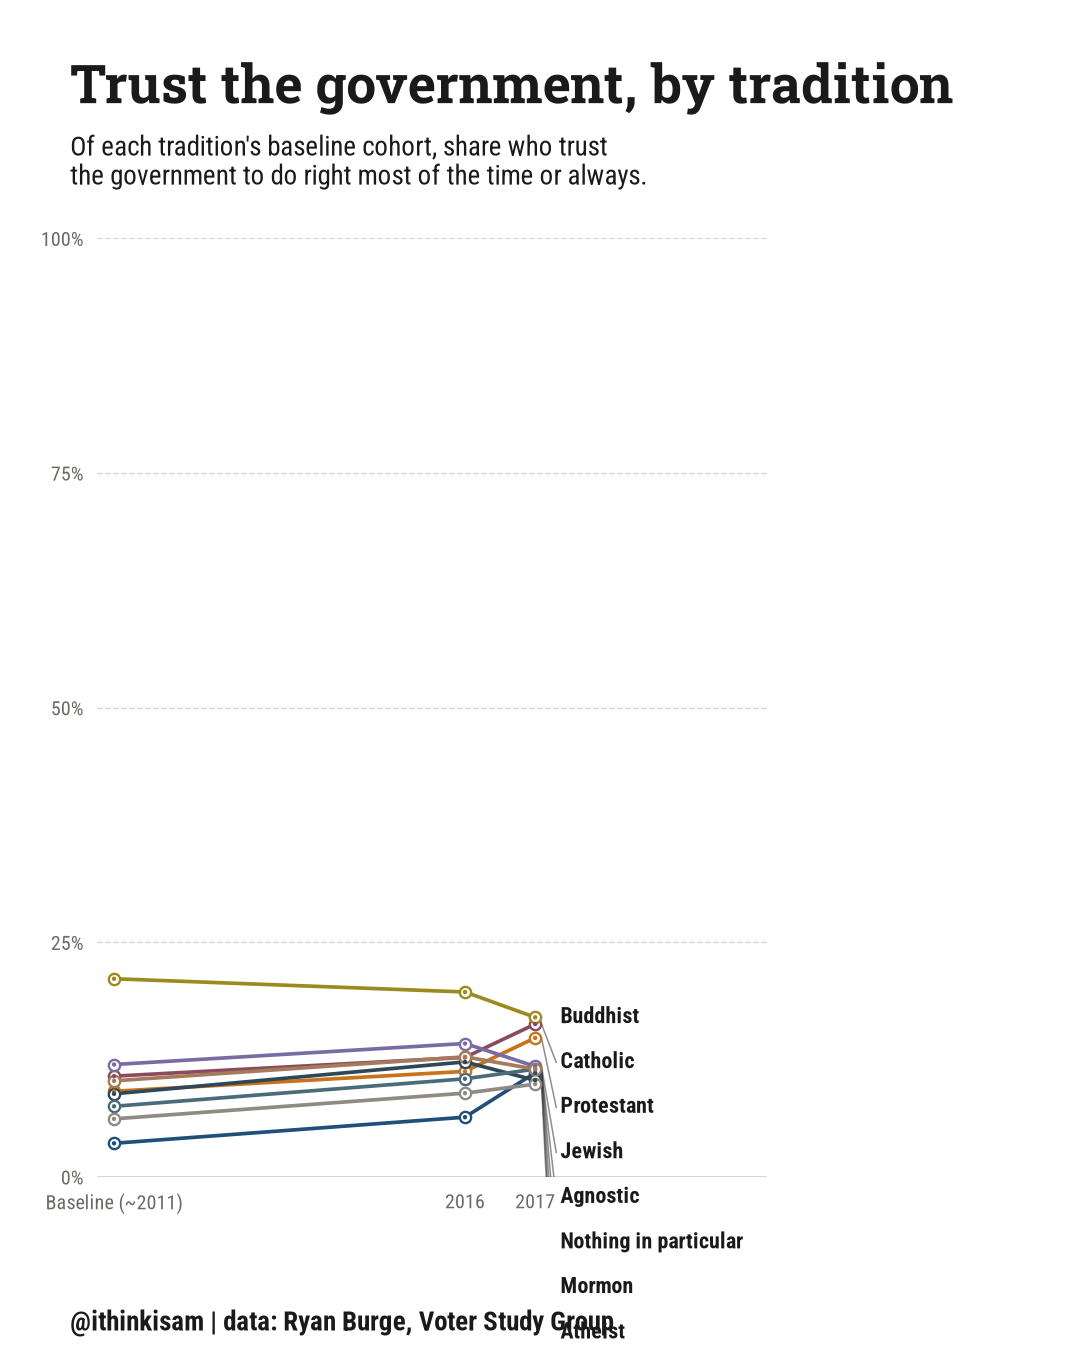 Trust the government, by tradition
Of each tradition's baseline cohort, share who trust
the government to do right most of the time or always.
100%
75%
50%
25%
0%
Baseline (~2011)
2016
2017
Buddhist
Catholic
Protestant
Jewish
Agnostic
Nothing in particular
Mormon
Atheist
@ithinkisam | data: Ryan Burge, Voter Study Group